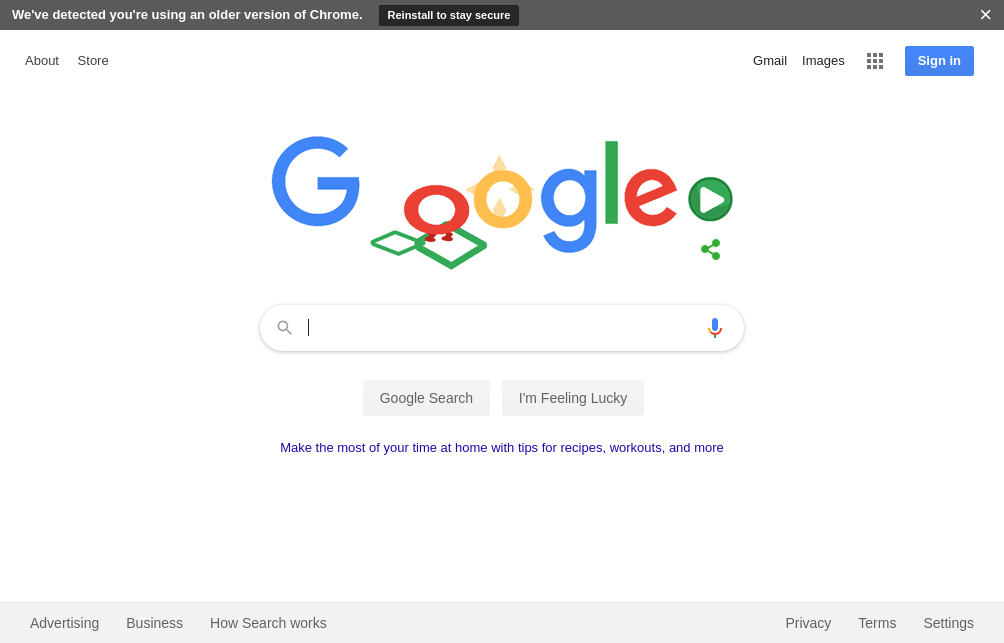 We've detected you're using an older version of Chrome. Reinstall to stay secure
About Store Gmail Images Sign in
Google
Google Search I'm Feeling Lucky
Make the most of your time at home with tips for recipes, workouts, and more
Advertising Business How Search works Privacy Terms Settings